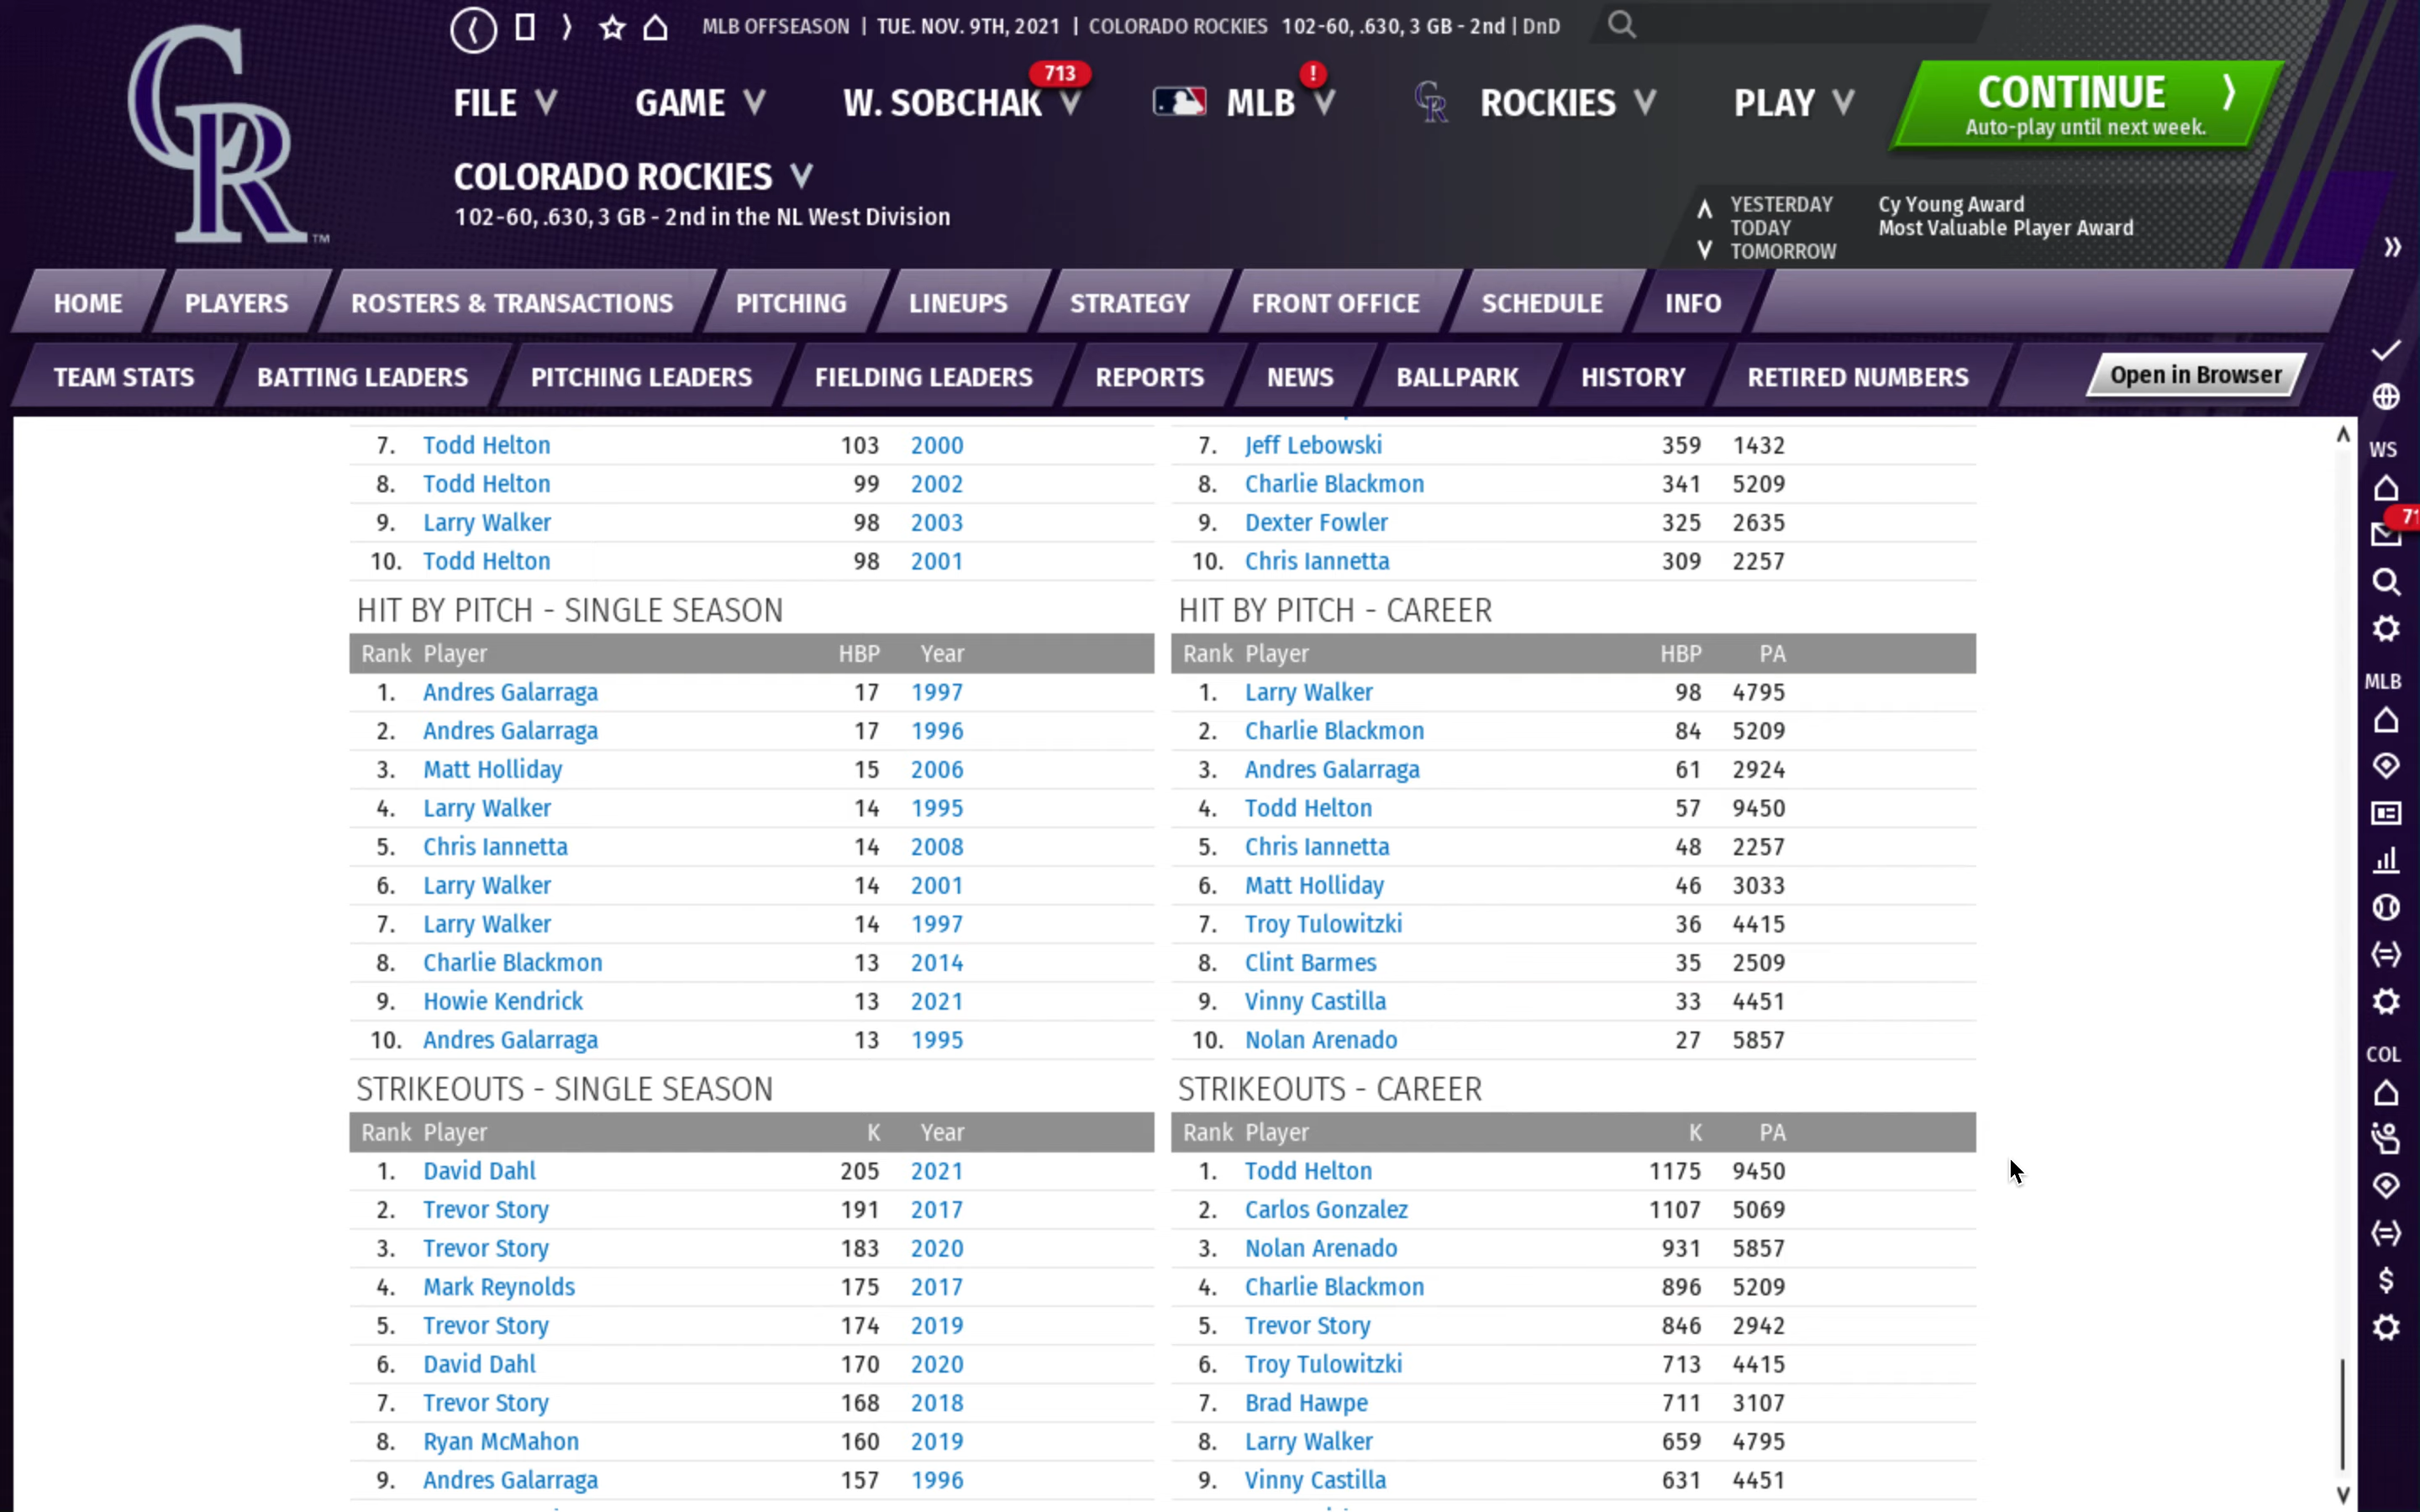 MLB OFFSEASON | TUE. NOV. 9TH, 2021 | COLORADO ROCKIES 102-60, .630, 3 GB - 2nd | DnD
FILE GAME W. SOBCHAK 713 MLB ! ROCKIES PLAY
CONTINUE
Auto-play until next week.
CR
TM
COLORADO ROCKIES
102-60, .630, 3 GB - 2nd in the NL West Division
YESTERDAY Cy Young Award
TODAY Most Valuable Player Award
TOMORROW
HOME PLAYERS ROSTERS & TRANSACTIONS PITCHING LINEUPS STRATEGY FRONT OFFICE SCHEDULE INFO
TEAM STATS BATTING LEADERS PITCHING LEADERS FIELDING LEADERS REPORTS NEWS BALLPARK HISTORY RETIRED NUMBERS Open in Browser
7. Todd Helton 103 2000
8. Todd Helton 99 2002
9. Larry Walker 98 2003
10. Todd Helton 98 2001
7. Jeff Lebowski 359 1432
8. Charlie Blackmon 341 5209
9. Dexter Fowler 325 2635
10. Chris Iannetta 309 2257
HIT BY PITCH - SINGLE SEASON
Rank Player HBP Year
1. Andres Galarraga 17 1997
2. Andres Galarraga 17 1996
3. Matt Holliday 15 2006
4. Larry Walker 14 1995
5. Chris Iannetta 14 2008
6. Larry Walker 14 2001
7. Larry Walker 14 1997
8. Charlie Blackmon 13 2014
9. Howie Kendrick 13 2021
10. Andres Galarraga 13 1995
HIT BY PITCH - CAREER
Rank Player HBP PA
1. Larry Walker 98 4795
2. Charlie Blackmon 84 5209
3. Andres Galarraga 61 2924
4. Todd Helton 57 9450
5. Chris Iannetta 48 2257
6. Matt Holliday 46 3033
7. Troy Tulowitzki 36 4415
8. Clint Barmes 35 2509
9. Vinny Castilla 33 4451
10. Nolan Arenado 27 5857
STRIKEOUTS - SINGLE SEASON
Rank Player K Year
1. David Dahl 205 2021
2. Trevor Story 191 2017
3. Trevor Story 183 2020
4. Mark Reynolds 175 2017
5. Trevor Story 174 2019
6. David Dahl 170 2020
7. Trevor Story 168 2018
8. Ryan McMahon 160 2019
9. Andres Galarraga 157 1996
STRIKEOUTS - CAREER
Rank Player K PA
1. Todd Helton 1175 9450
2. Carlos Gonzalez 1107 5069
3. Nolan Arenado 931 5857
4. Charlie Blackmon 896 5209
5. Trevor Story 846 2942
6. Troy Tulowitzki 713 4415
7. Brad Hawpe 711 3107
8. Larry Walker 659 4795
9. Vinny Castilla 631 4451
WS
71
MLB
COL
$